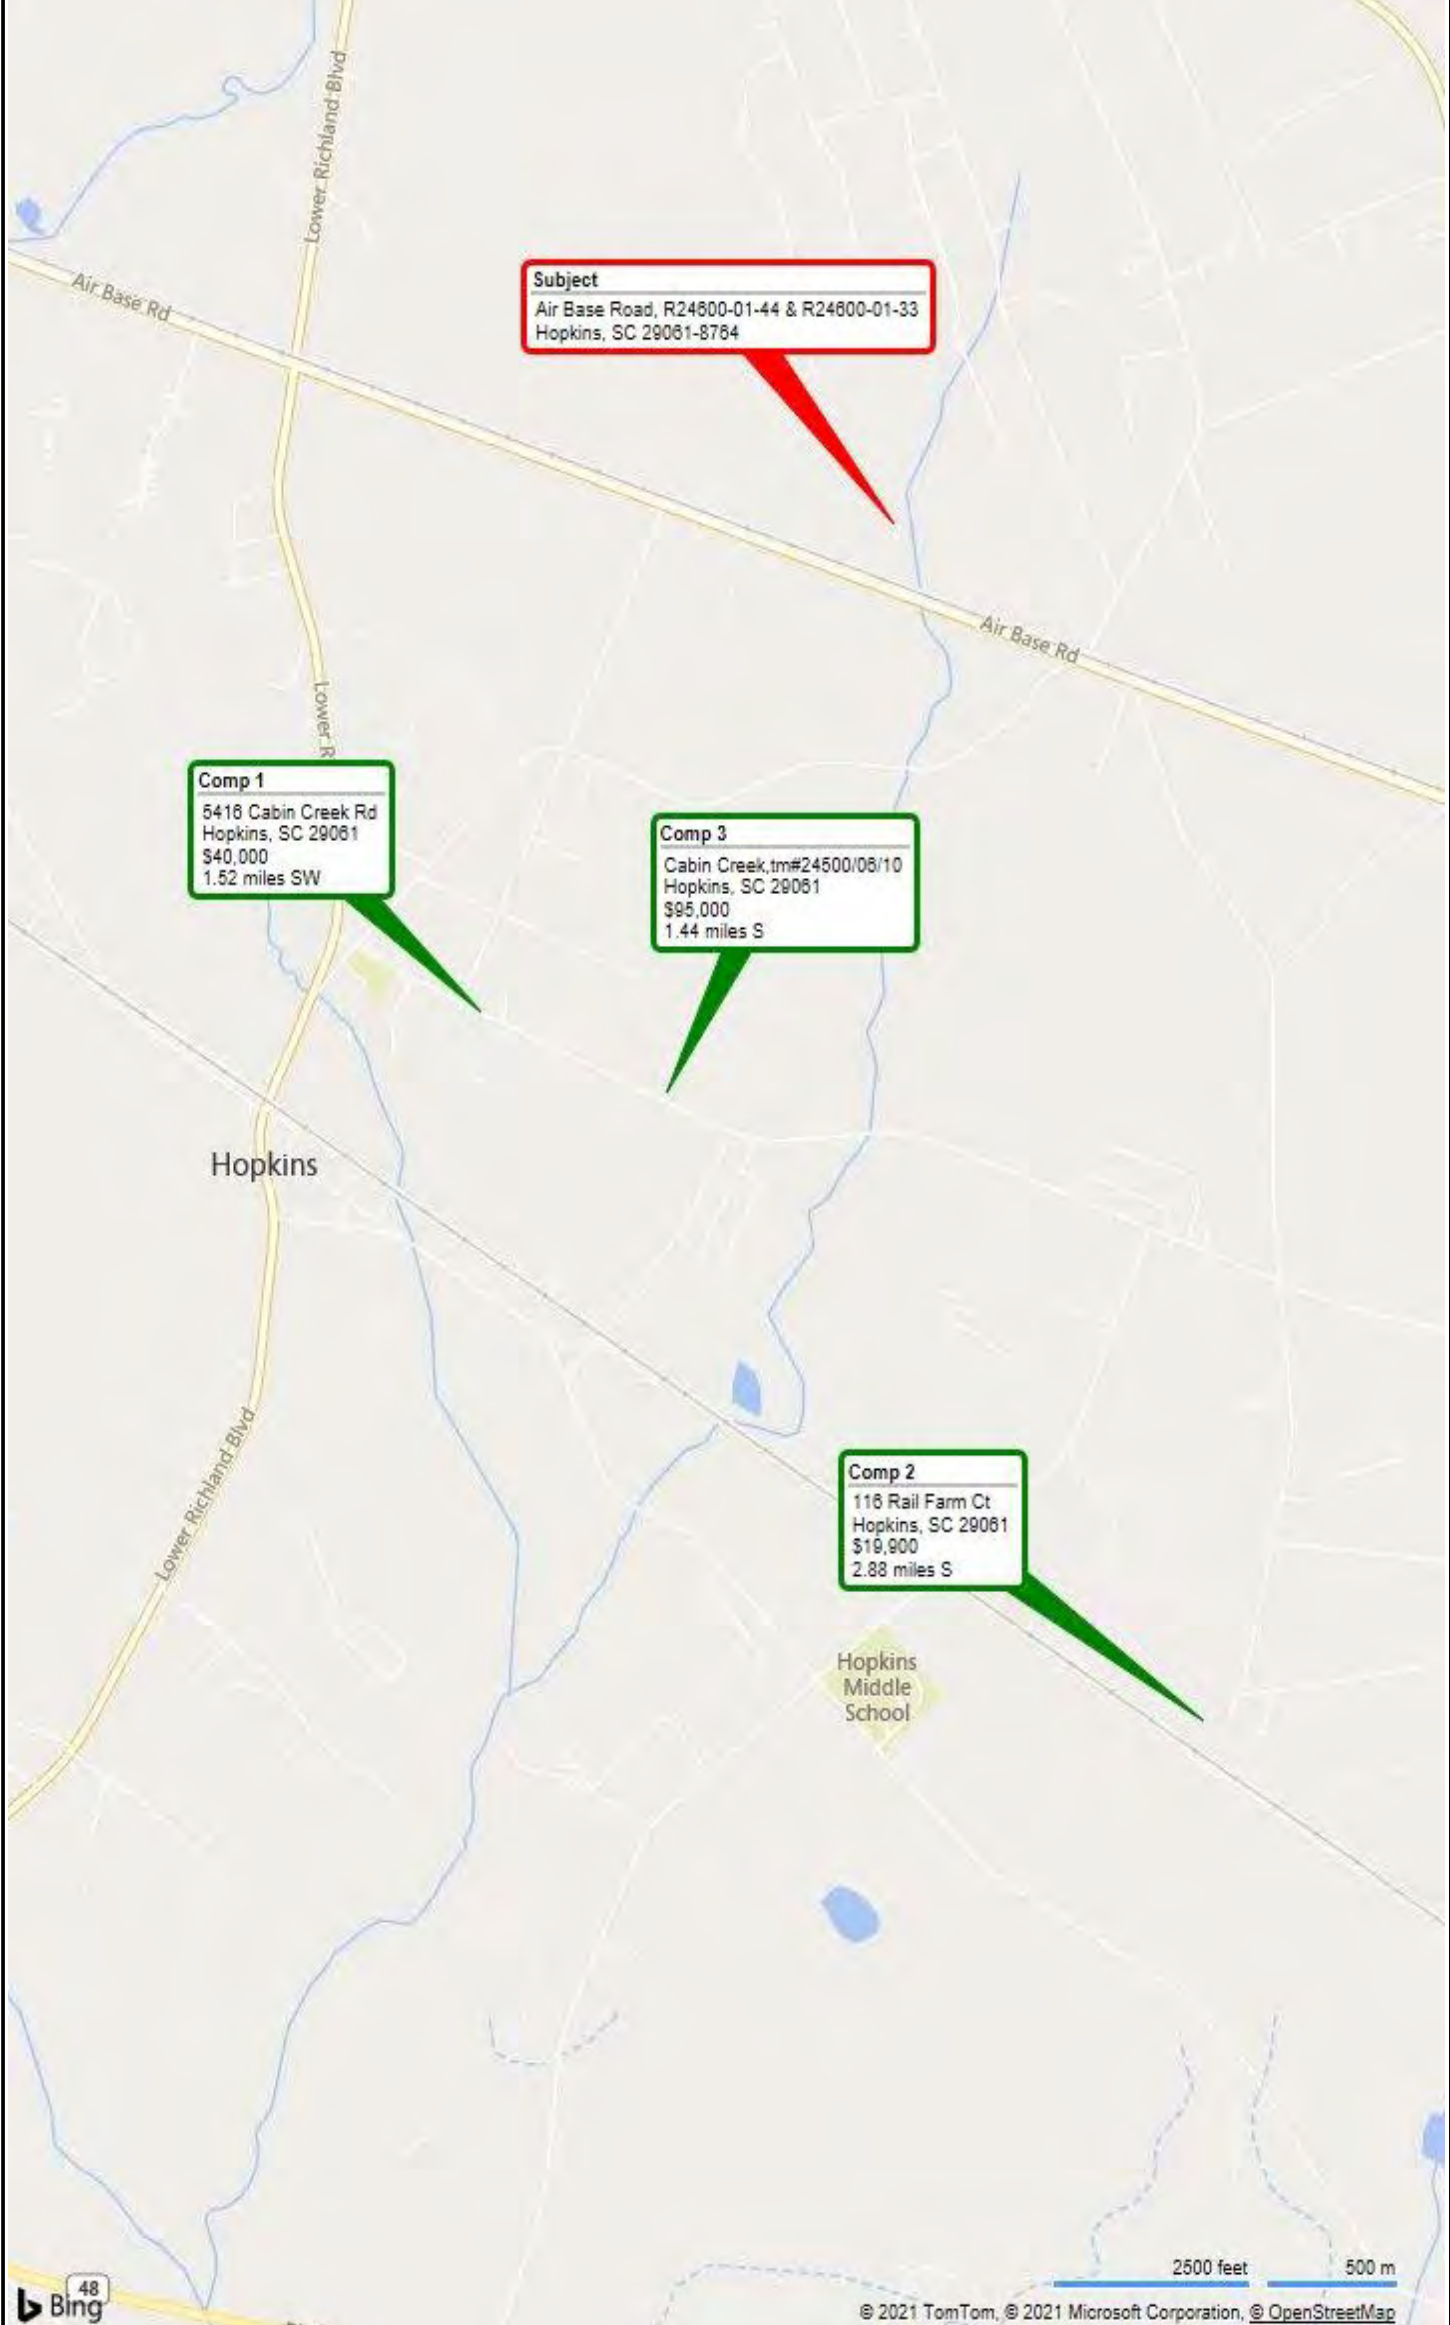 Lower Richland Blvd
Air Base Rd
Subject
Air Base Road, R24600-01-44 & R24600-01-33
Hopkins, SC 29061-8764
Air Base Rd
Lower R
Comp 1
5416 Cabin Creek Rd
Hopkins, SC 29061
$40,000
1.52 miles SW
Comp 3
Cabin Creek,tm#24500/06/10
Hopkins, SC 29061
$95,000
1.44 miles S
Hopkins
Lower Richland Blvd
Comp 2
116 Rail Farm Ct
Hopkins, SC 29061
$19,900
2.88 miles S
Hopkins
Middle
School
2500 feet
500 m
48
Bing
© 2021 TomTom, © 2021 Microsoft Corporation, © OpenStreetMap